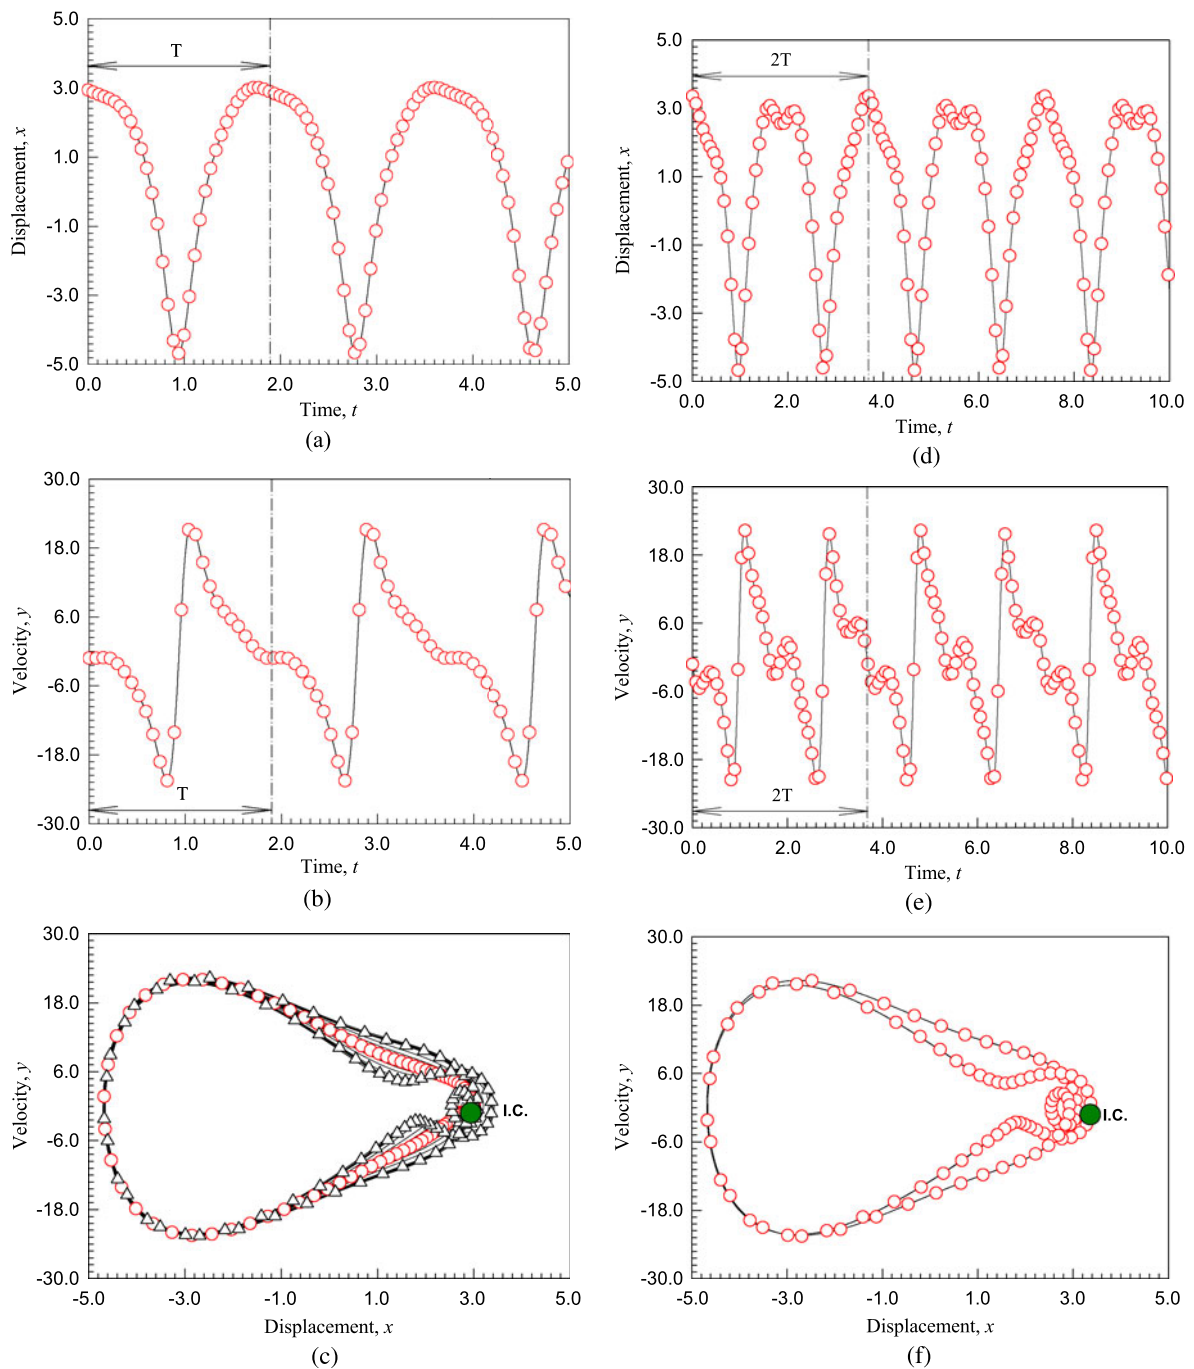 5.0
3.0
1.0
-1.0
-3.0
-5.0
Displacement, x
T
0.0 1.0 2.0 3.0 4.0 5.0
Time, t
(a)
5.0
3.0
1.0
-1.0
-3.0
-5.0
Displacement, x
2T
0.0 2.0 4.0 6.0 8.0 10.0
Time, t
(d)
30.0
18.0
6.0
-6.0
-18.0
-30.0
Velocity, y
T
0.0 1.0 2.0 3.0 4.0 5.0
Time, t
(b)
30.0
18.0
6.0
-6.0
-18.0
-30.0
Velocity, y
2T
0.0 2.0 4.0 6.0 8.0 10.0
Time, t
(e)
30.0
18.0
6.0
-6.0
-18.0
-30.0
Velocity, y
I.C.
-5.0 -3.0 -1.0 1.0 3.0 5.0
Displacement, x
(c)
30.0
18.0
6.0
-6.0
-18.0
-30.0
Velocity, y
I.C.
-5.0 -3.0 -1.0 1.0 3.0 5.0
Displacement, x
(f)